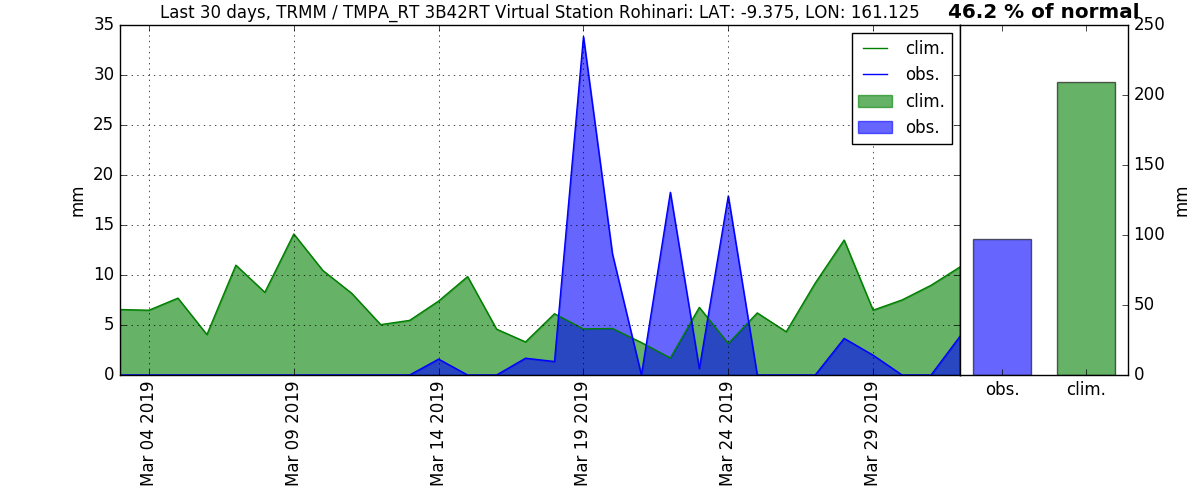 Last 30 days, TRMM / TMPA_RT 3B42RT Virtual Station Rohinari: LAT: -9.375, LON: 161.125
46.2 % of normal
35
30
25
20
15
10
5
0
mm
clim.
obs.
clim.
obs.
Mar 04 2019
Mar 09 2019
Mar 14 2019
Mar 19 2019
Mar 24 2019
Mar 29 2019
250
200
150
100
50
0
mm
obs.
clim.